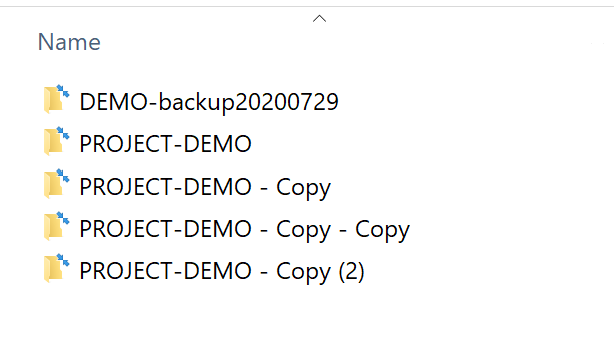 Name
DEMO-backup20200729
PROJECT-DEMO
PROJECT-DEMO - Copy
PROJECT-DEMO - Copy - Copy
PROJECT-DEMO - Copy (2)